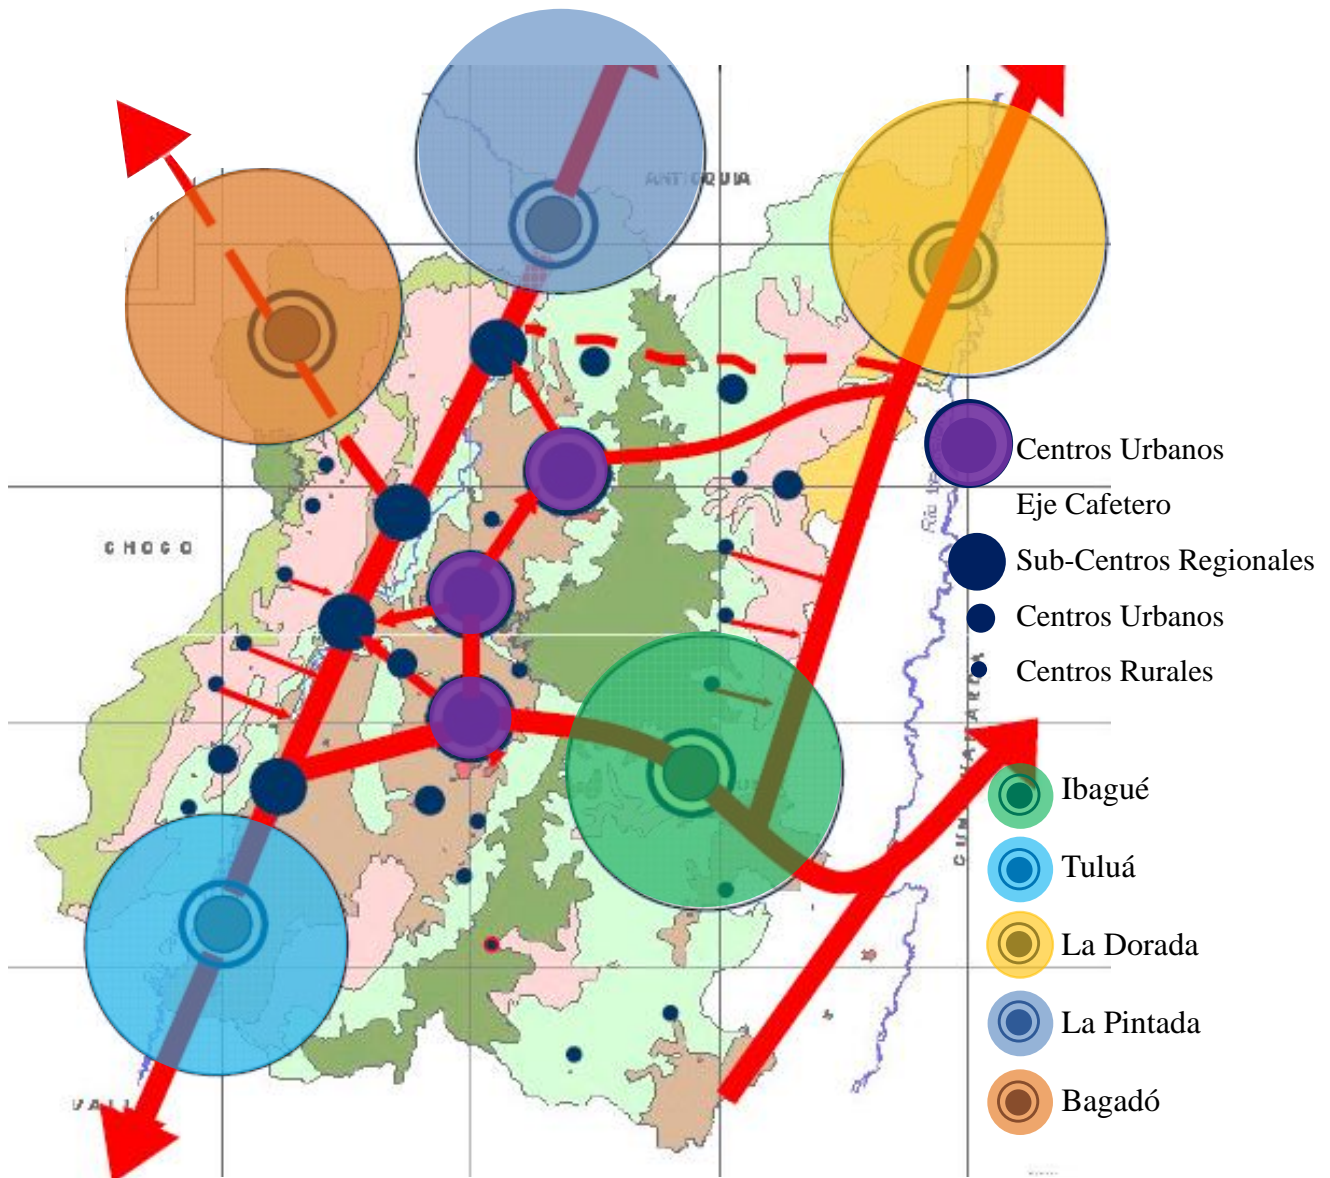 ANTIOQUIA
CHOCO
Centros Urbanos
Eje Cafetero
Sub-Centros Regionales
Centros Urbanos
Centros Rurales
Ibagué
Tuluá
La Dorada
La Pintada
Bagadó